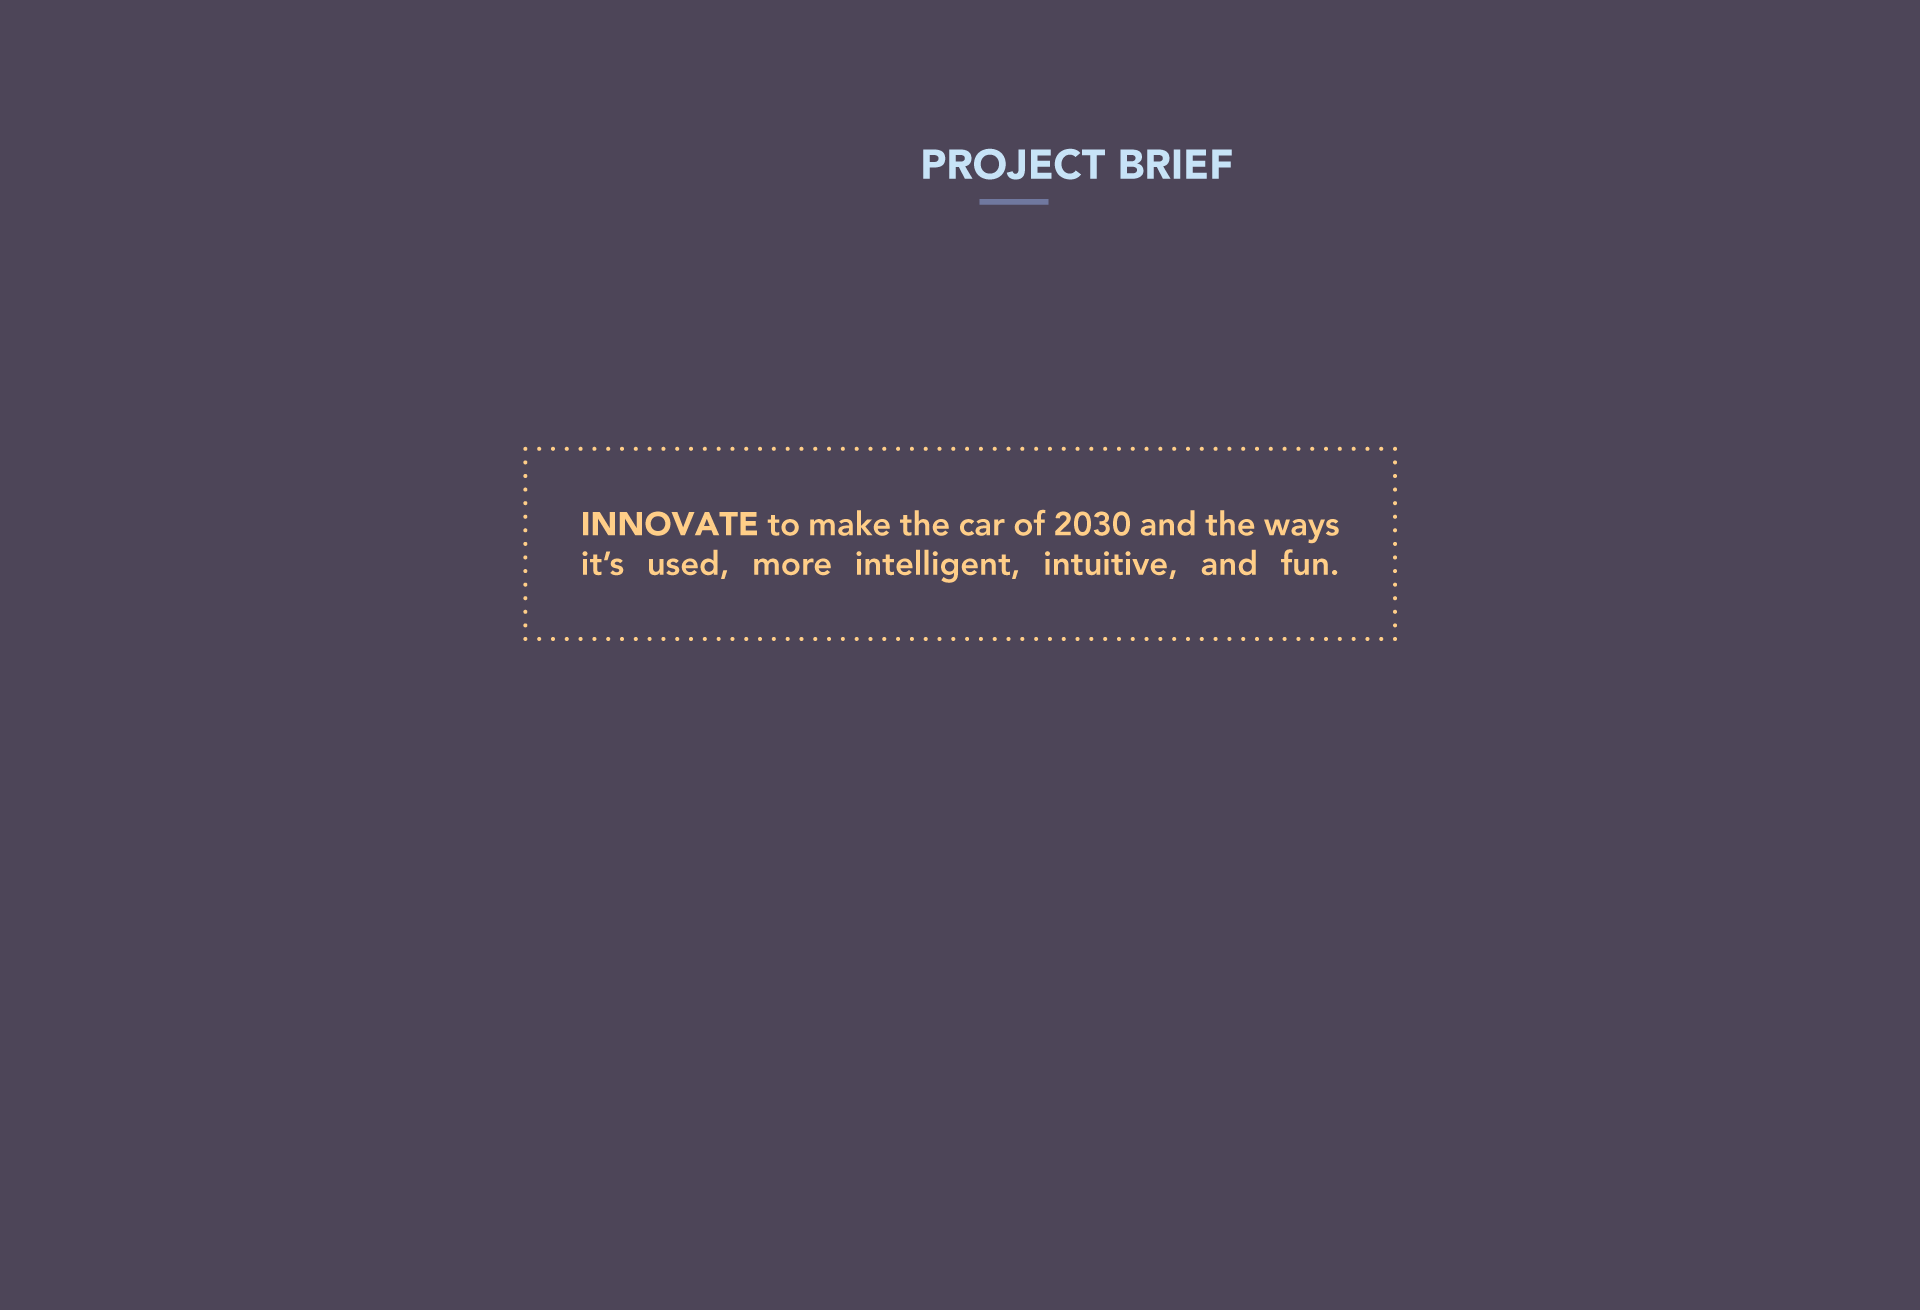 PROJECT BRIEF
INNOVATE to make the car of 2030 and the ways
it’s used, more intelligent, intuitive, and fun.